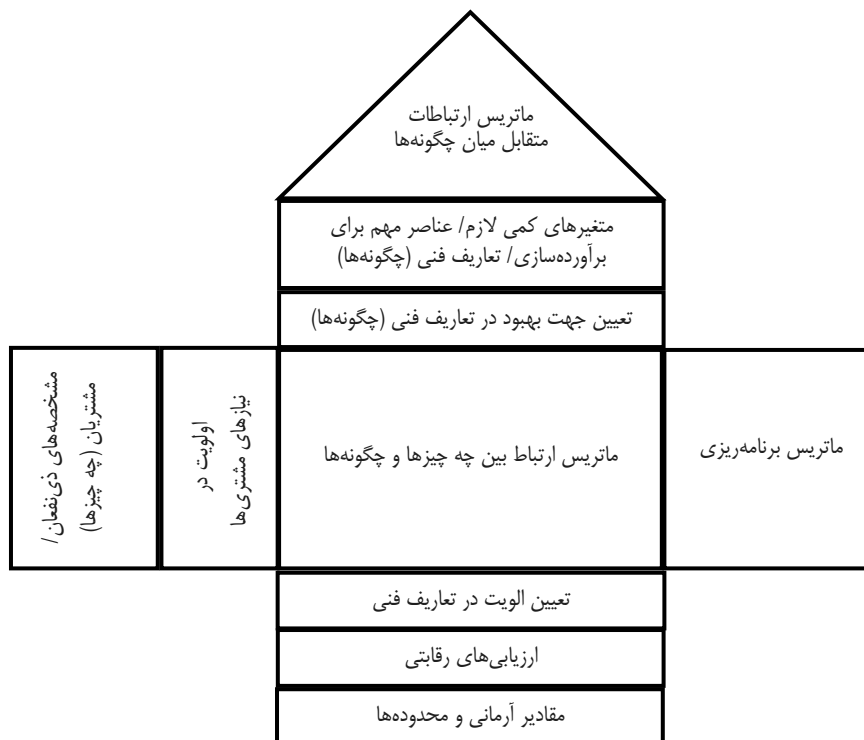 ماتریس ارتباطات
متقابل میان چگونه‌ها
متغیرهای کمی لازم/ عناصر مهم برای
برآورده‌سازی/ تعاریف فنی (چگونه‌ها)
تعیین جهت بهبود در تعاریف فنی (چگونه‌ها)
ماتریس برنامه‌ریزی
ماتریس ارتباط بین چه چیزها و چگونه‌ها
اولویت در
نیازهای مشتری‌ها
مشخصه‌های ذی‌نفعان/
مشتریان (چه چیزها)
تعیین الویت در تعاریف فنی
ارزیابی‌های رقابتی
مقادیر آرمانی و محدوده‌ها